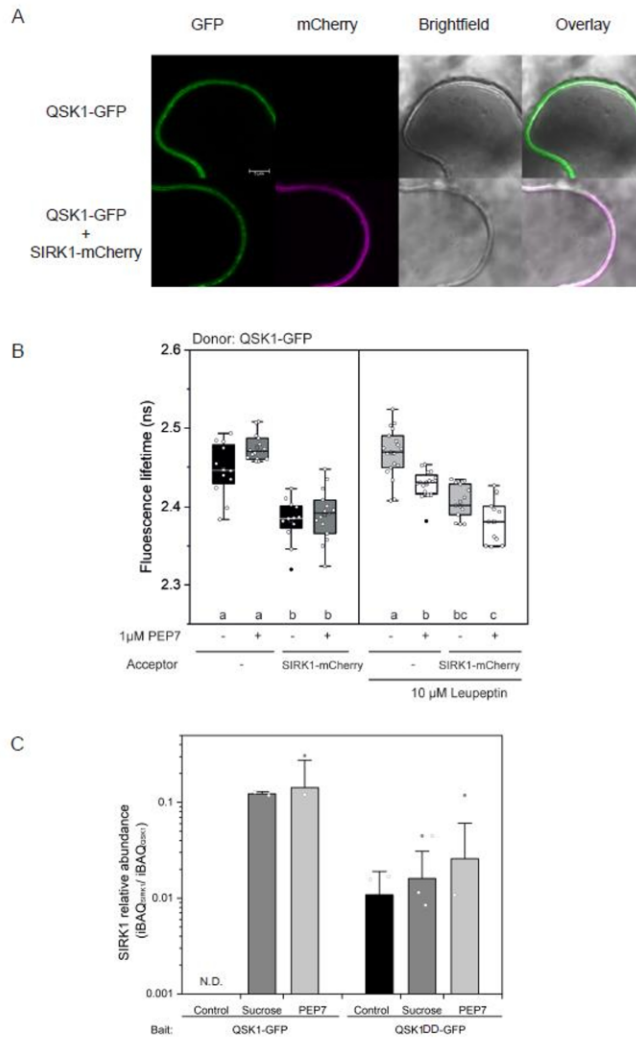 A
GFP mCherry Brightfield Overlay
QSK1-GFP
QSK1-GFP
+
SIRK1-mCherry
B
Donor: QSK1-GFP
2.6
2.5
2.4
2.3
Fluoescence lifetime (ns)
a a b b a b bc c
1µM PEP7 - + - + - + - +
Acceptor - SIRK1-mCherry - SIRK1-mCherry
10 µM Leupeptin
C
SIRK1 relative abundance
(iBAQSIRK1/ iBAQQSK1)
0.1
0.01
0.001
N.D.
Control Sucrose PEP7 Control Sucrose PEP7
Bait: QSK1-GFP QSK1DD-GFP